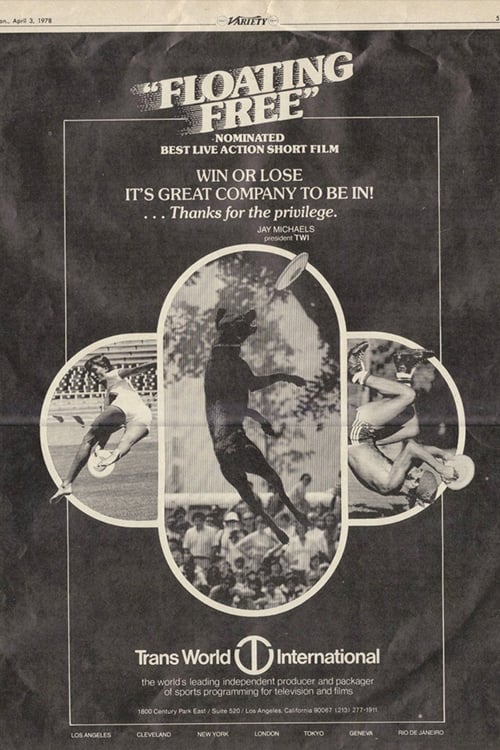 on., April 3, 1978
VARIETY
5
"FLOATING
FREE"
NOMINATED
BEST LIVE ACTION SHORT FILM
WIN OR LOSE
IT'S GREAT COMPANY TO BE IN!
. . . Thanks for the privilege.
JAY MICHAELS
president TWI
Trans World International
the world's leading independent producer and packager
of sports programming for television and films
1800 Century Park East / Suite 520 / Los Angeles, California 90067 (213) 277-1911
LOS ANGELES CLEVELAND NEW YORK LONDON TOKYO GENEVA RIO DE JANEIRO